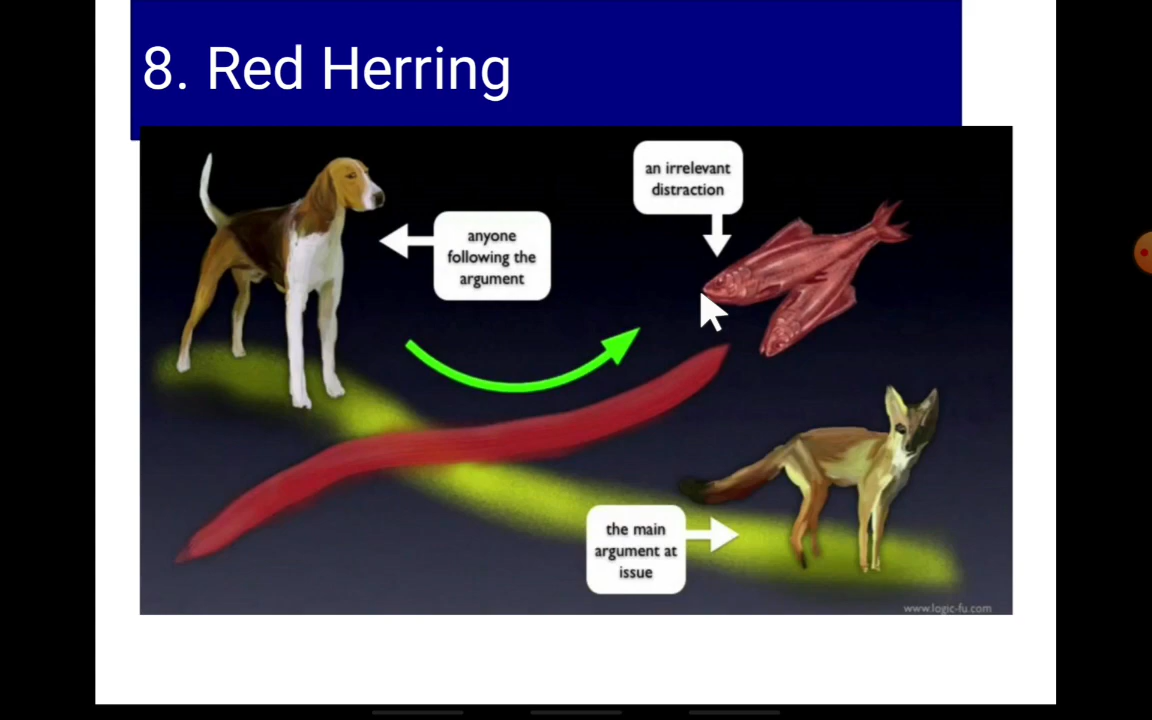 8. Red Herring
an irrelevant
distraction
anyone
following the
argument
the main
argument at
issue
www.logic-fu.com